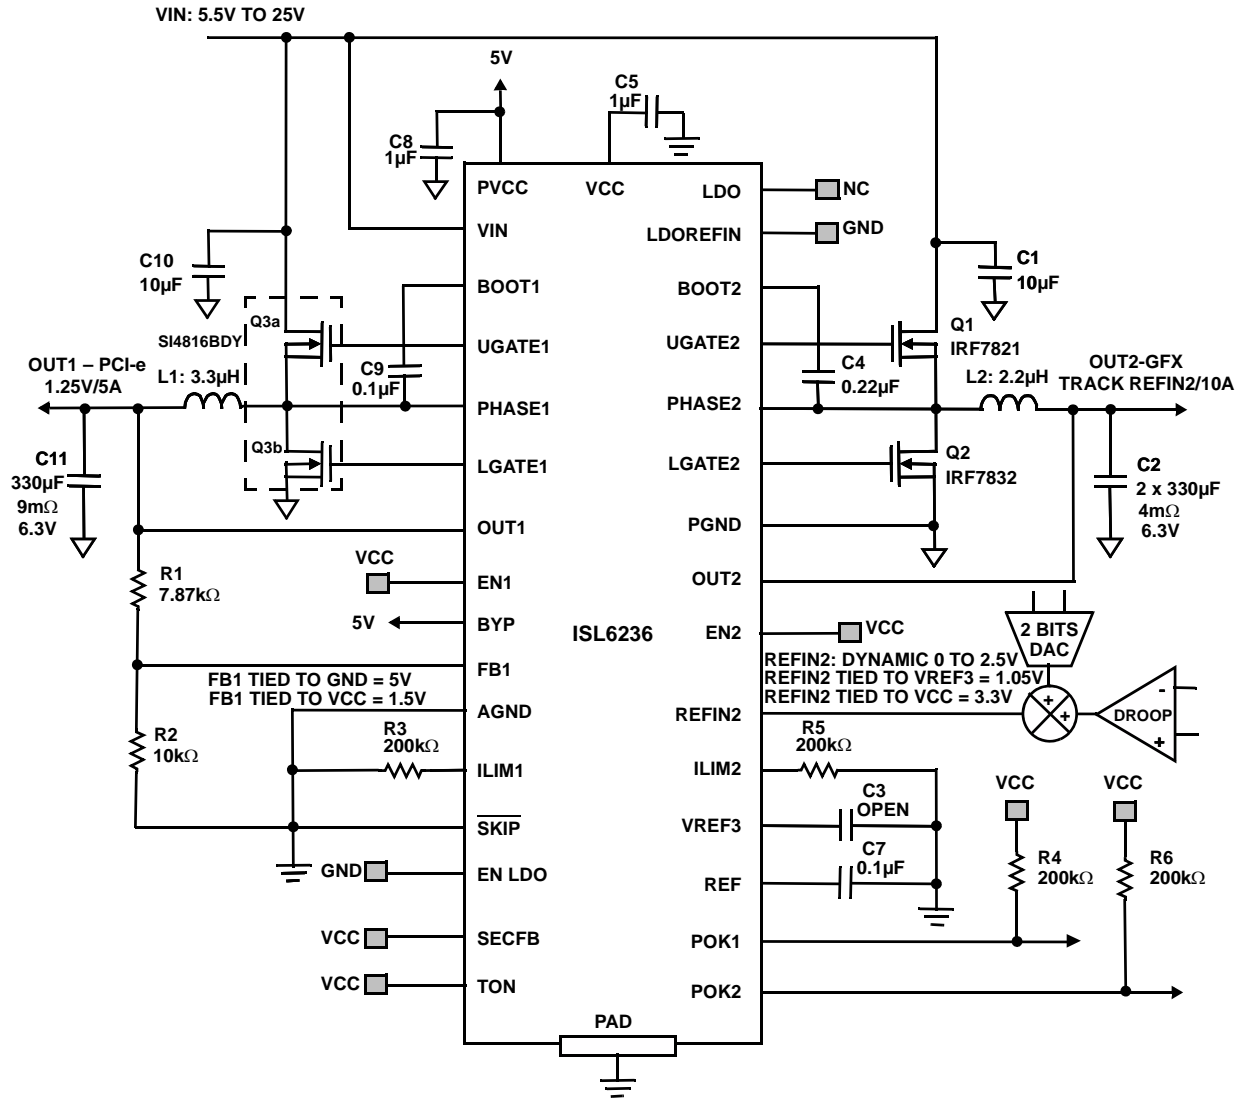 VIN: 5.5V TO 25V
5V
C5
1µF
C8
1µF
PVCC
VCC
LDO
NC
VIN
LDOREFIN
GND
C10
10µF
C1
10µF
BOOT1
BOOT2
Q3a
SI4816BDY
UGATE1
UGATE2
Q1
IRF7821
OUT1 – PCI-e
1.25V/5A
L1: 3.3µH
C9
0.1µF
C4
0.22µF
L2: 2.2µH
OUT2-GFX
TRACK REFIN2/10A
PHASE1
PHASE2
Q3b
LGATE1
LGATE2
Q2
IRF7832
C11
330µF
9mΩ
6.3V
C2
2 x 330µF
4mΩ
6.3V
OUT1
PGND
VCC
EN1
OUT2
R1
7.87kΩ
5V
BYP
ISL6236
EN2
VCC
2 BITS
DAC
FB1
FB1 TIED TO GND = 5V
FB1 TIED TO VCC = 1.5V
REFIN2: DYNAMIC 0 TO 2.5V
REFIN2 TIED TO VREF3 = 1.05V
REFIN2 TIED TO VCC = 3.3V
AGND
REFIN2
+
+
DROOP
-
+
R2
10kΩ
R3
200kΩ
ILIM1
ILIM2
R5
200kΩ
SKIP
VREF3
C3
OPEN
VCC
VCC
GND
EN LDO
REF
C7
0.1µF
R4
200kΩ
R6
200kΩ
VCC
SECFB
POK1
VCC
TON
POK2
PAD